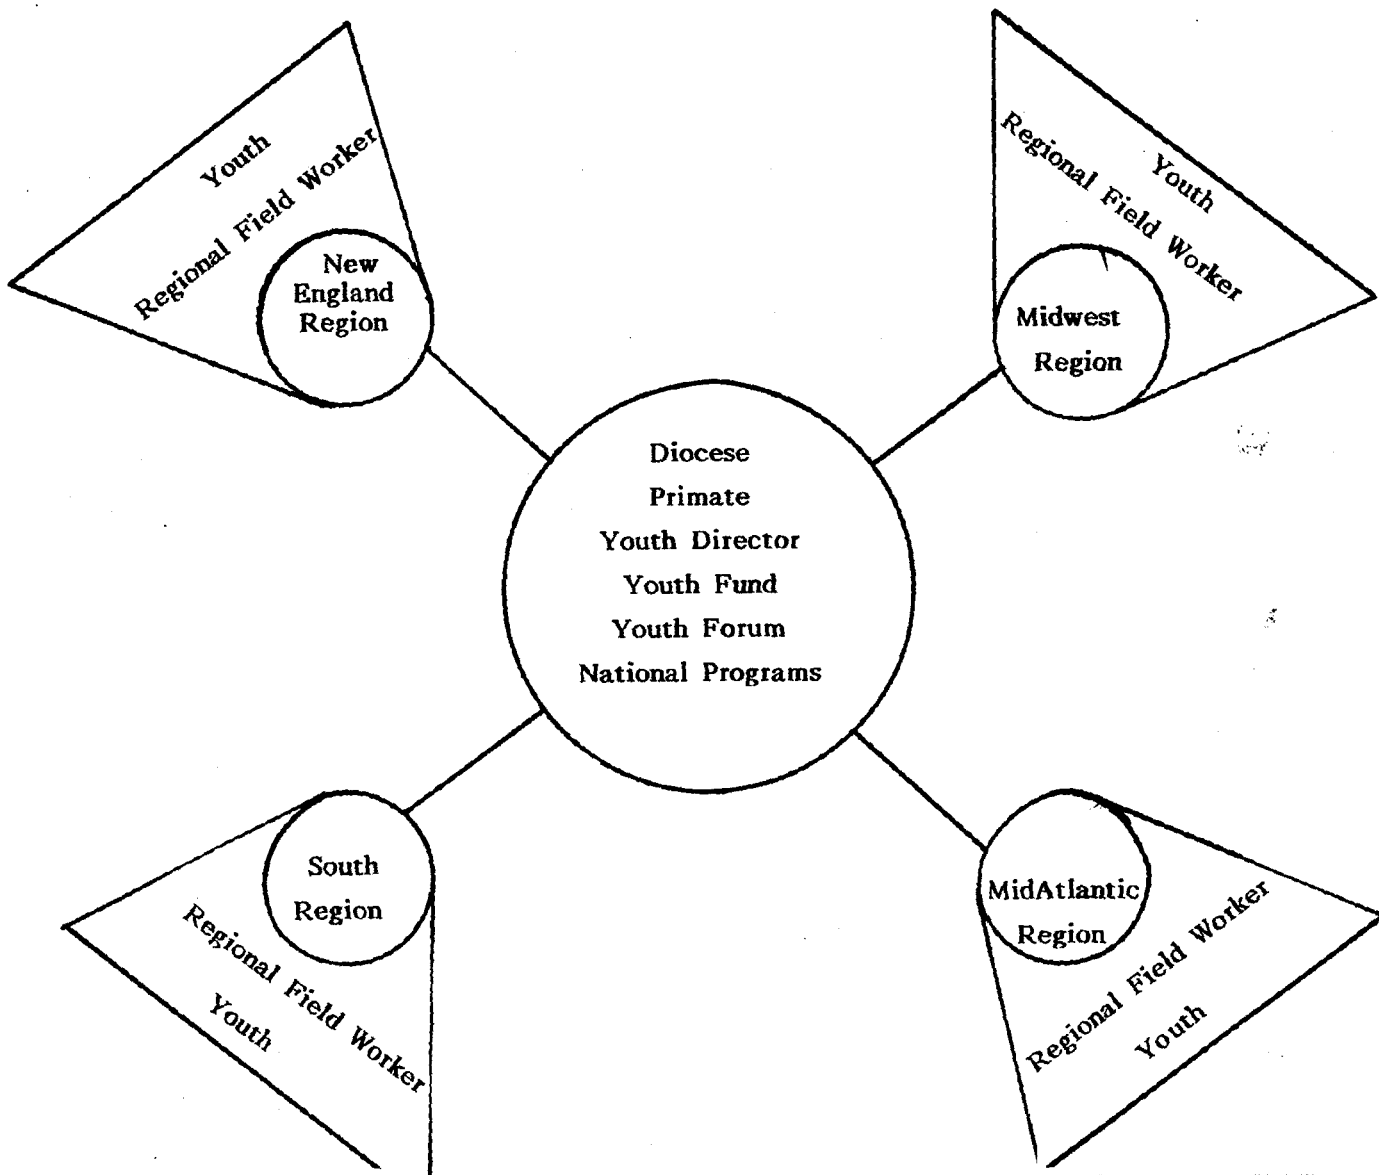 Youth
Regional Field Worker
New
England
Region
Youth
Regional Field Worker
Midwest
Region
Diocese
Primate
Youth Director
Youth Fund
Youth Forum
National Programs
South
Region
Regional Field Worker
Youth
MidAtlantic
Region
Regional Field Worker
Youth